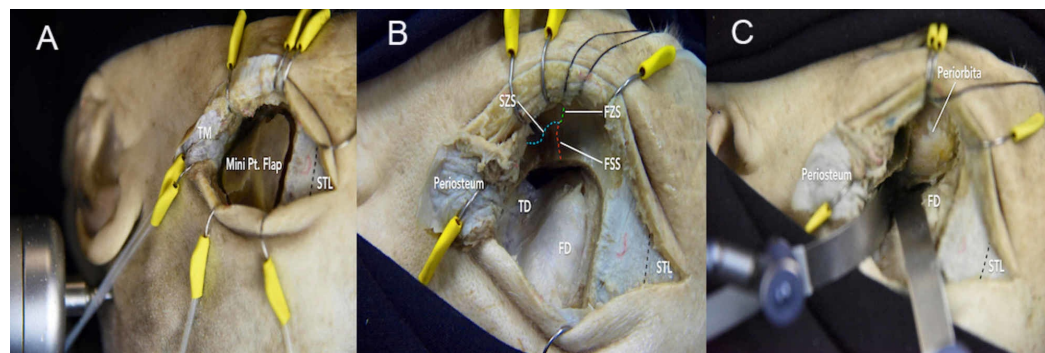 A
TM
Mini Pt. Flap
STL
B
SZS
FZS
FSS
Periosteum
TD
FD
STL
C
Periorbita
Periosteum
FD
STL